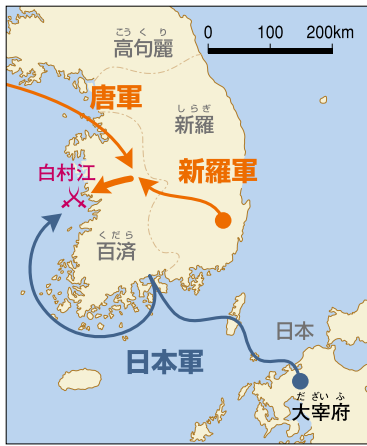 こうくり
高句麗
0 100 200km
唐軍
しらぎ
新羅
白村江
新羅軍
くだら
百済
日本
日本軍
だざいふ
大宰府